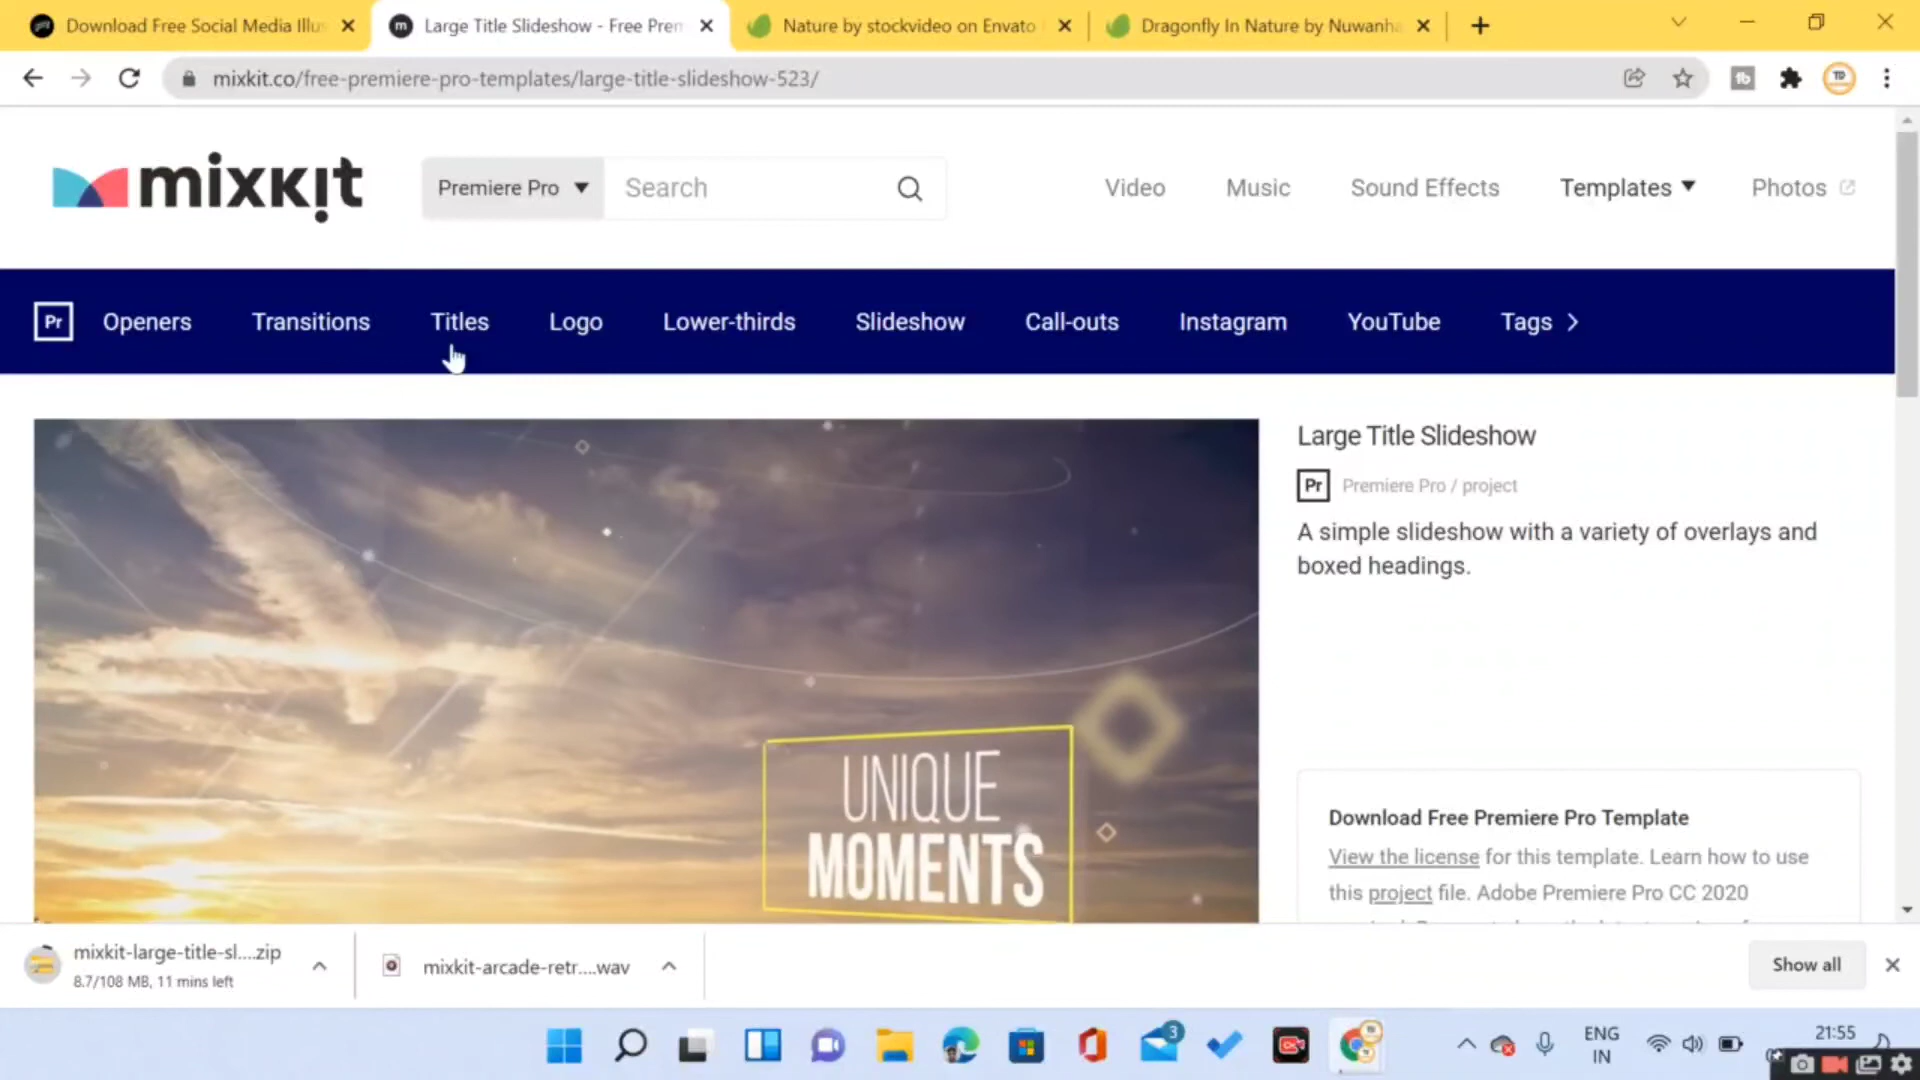 Download Free Social Media Illus
Large Title Slideshow - Free Prem
Nature by stockvideo on Envato
Dragonfly In Nature by Nuwanha
mixkit.co/free-premiere-pro-templates/large-title-slideshow-523/
mixkit
Premiere Pro
Search
Video
Music
Sound Effects
Templates
Photos
Pr
Openers
Transitions
Titles
Logo
Lower-thirds
Slideshow
Call-outs
Instagram
YouTube
Tags
UNIQUE
MOMENTS
Large Title Slideshow
Pr Premiere Pro / project
A simple slideshow with a variety of overlays and
boxed headings.
Download Free Premiere Pro Template
View the license for this template. Learn how to use
this project file. Adobe Premiere Pro CC 2020
mixkit-large-title-sl....zip
8.7/108 MB, 11 mins left
mixkit-arcade-retr....wav
Show all
3
ENG
IN
21:55